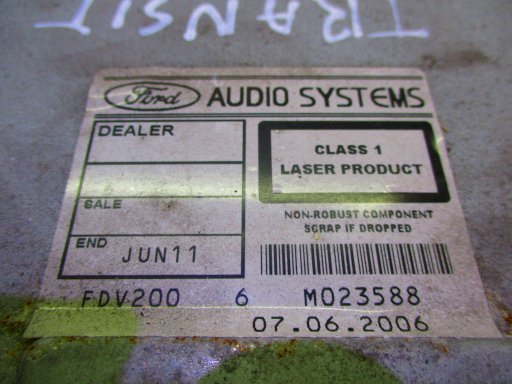 TRANSIT
Ford AUDIO SYSTEMS
DEALER
SALE
END JUN11
CLASS 1
LASER PRODUCT
NON-ROBUST COMPONENT
SCRAP IF DROPPED
FDV200 6 M023588
07.06.2006